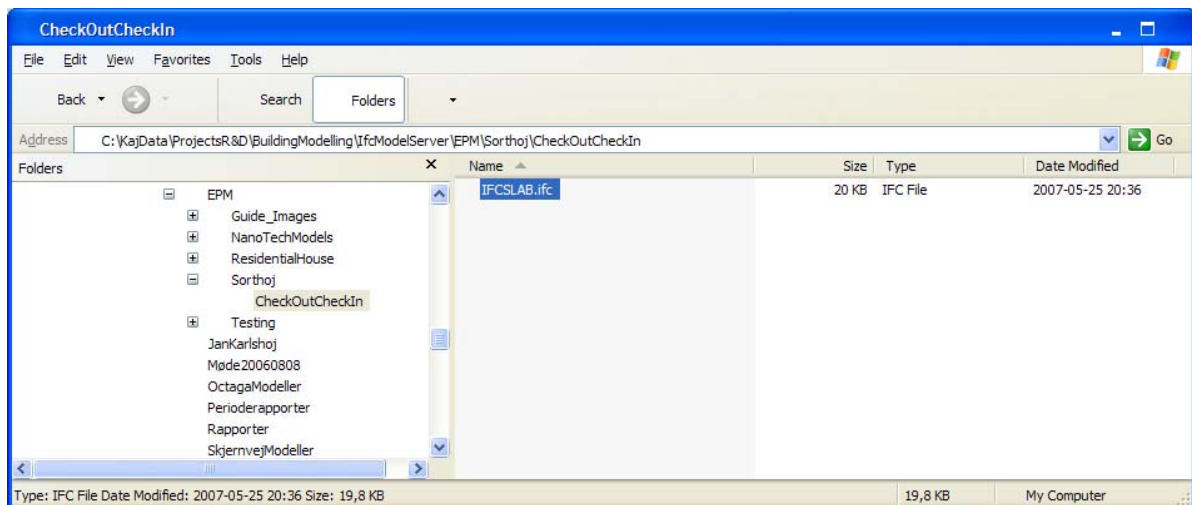 CheckOutCheckIn
File Edit View Favorites Tools Help
Back Search Folders
Address C:\KajData\ProjectsR&D\BuildingModelling\IfcModelServer\EPM\Sorthoj\CheckOutCheckIn Go
Folders X Name Size Type Date Modified
EPM IFCSLAB.ifc 20 KB IFC File 2007-05-25 20:36
Guide_Images
NanoTechModels
ResidentialHouse
Sorthoj
CheckOutCheckIn
Testing
JanKarlshoj
Møde20060808
OctagaModeller
Perioderapporter
Rapporter
SkjernvejModeller
Type: IFC File Date Modified: 2007-05-25 20:36 Size: 19,8 KB 19,8 KB My Computer